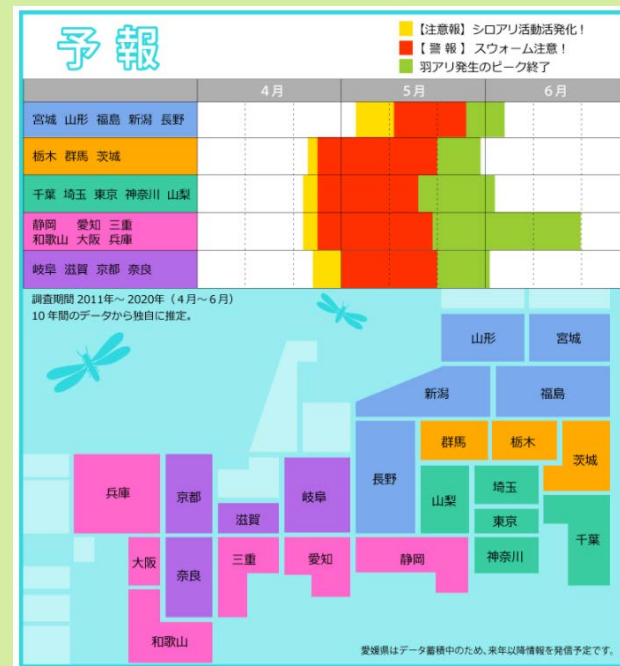 予報
【注意報】シロアリ活動活発化！
【警報】スウォーム注意！
羽アリ発生のピーク終了
4月 5月 6月
宮城 山形 福島 新潟 長野
栃木 群馬 茨城
千葉 埼玉 東京 神奈川 山梨
静岡 愛知 三重
和歌山 大阪 兵庫
岐阜 滋賀 京都 奈良
調査期間 2011年～2020年（4月～6月）
10年間のデータから独自に推定。
山形 宮城
新潟 福島
群馬 栃木 茨城
兵庫 京都 岐阜 長野 山梨 埼玉
滋賀 東京
千葉
大阪 奈良 三重 愛知 静岡 神奈川
和歌山
愛媛県はデータ蓄積中のため、来年以降情報を発信予定です。